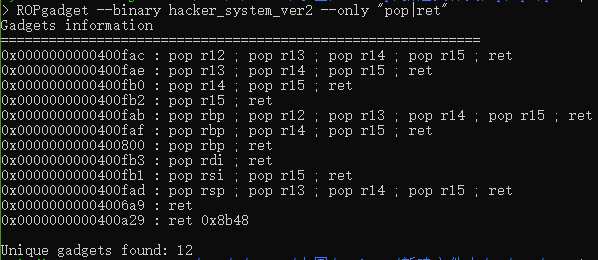 > ROPgadget --binary hacker_system_ver2 --only "pop|ret"
Gadgets information
============================================================
0x0000000000400fac : pop r12 ; pop r13 ; pop r14 ; pop r15 ; ret
0x0000000000400fae : pop r13 ; pop r14 ; pop r15 ; ret
0x0000000000400fb0 : pop r14 ; pop r15 ; ret
0x0000000000400fb2 : pop r15 ; ret
0x0000000000400fab : pop rbp ; pop r12 ; pop r13 ; pop r14 ; pop r15 ; ret
0x0000000000400faf : pop rbp ; pop r14 ; pop r15 ; ret
0x0000000000400800 : pop rbp ; ret
0x0000000000400fb3 : pop rdi ; ret
0x0000000000400fb1 : pop rsi ; pop r15 ; ret
0x0000000000400fad : pop rsp ; pop r13 ; pop r14 ; pop r15 ; ret
0x00000000004006a9 : ret
0x0000000000400a29 : ret 0x8b48
Unique gadgets found: 12